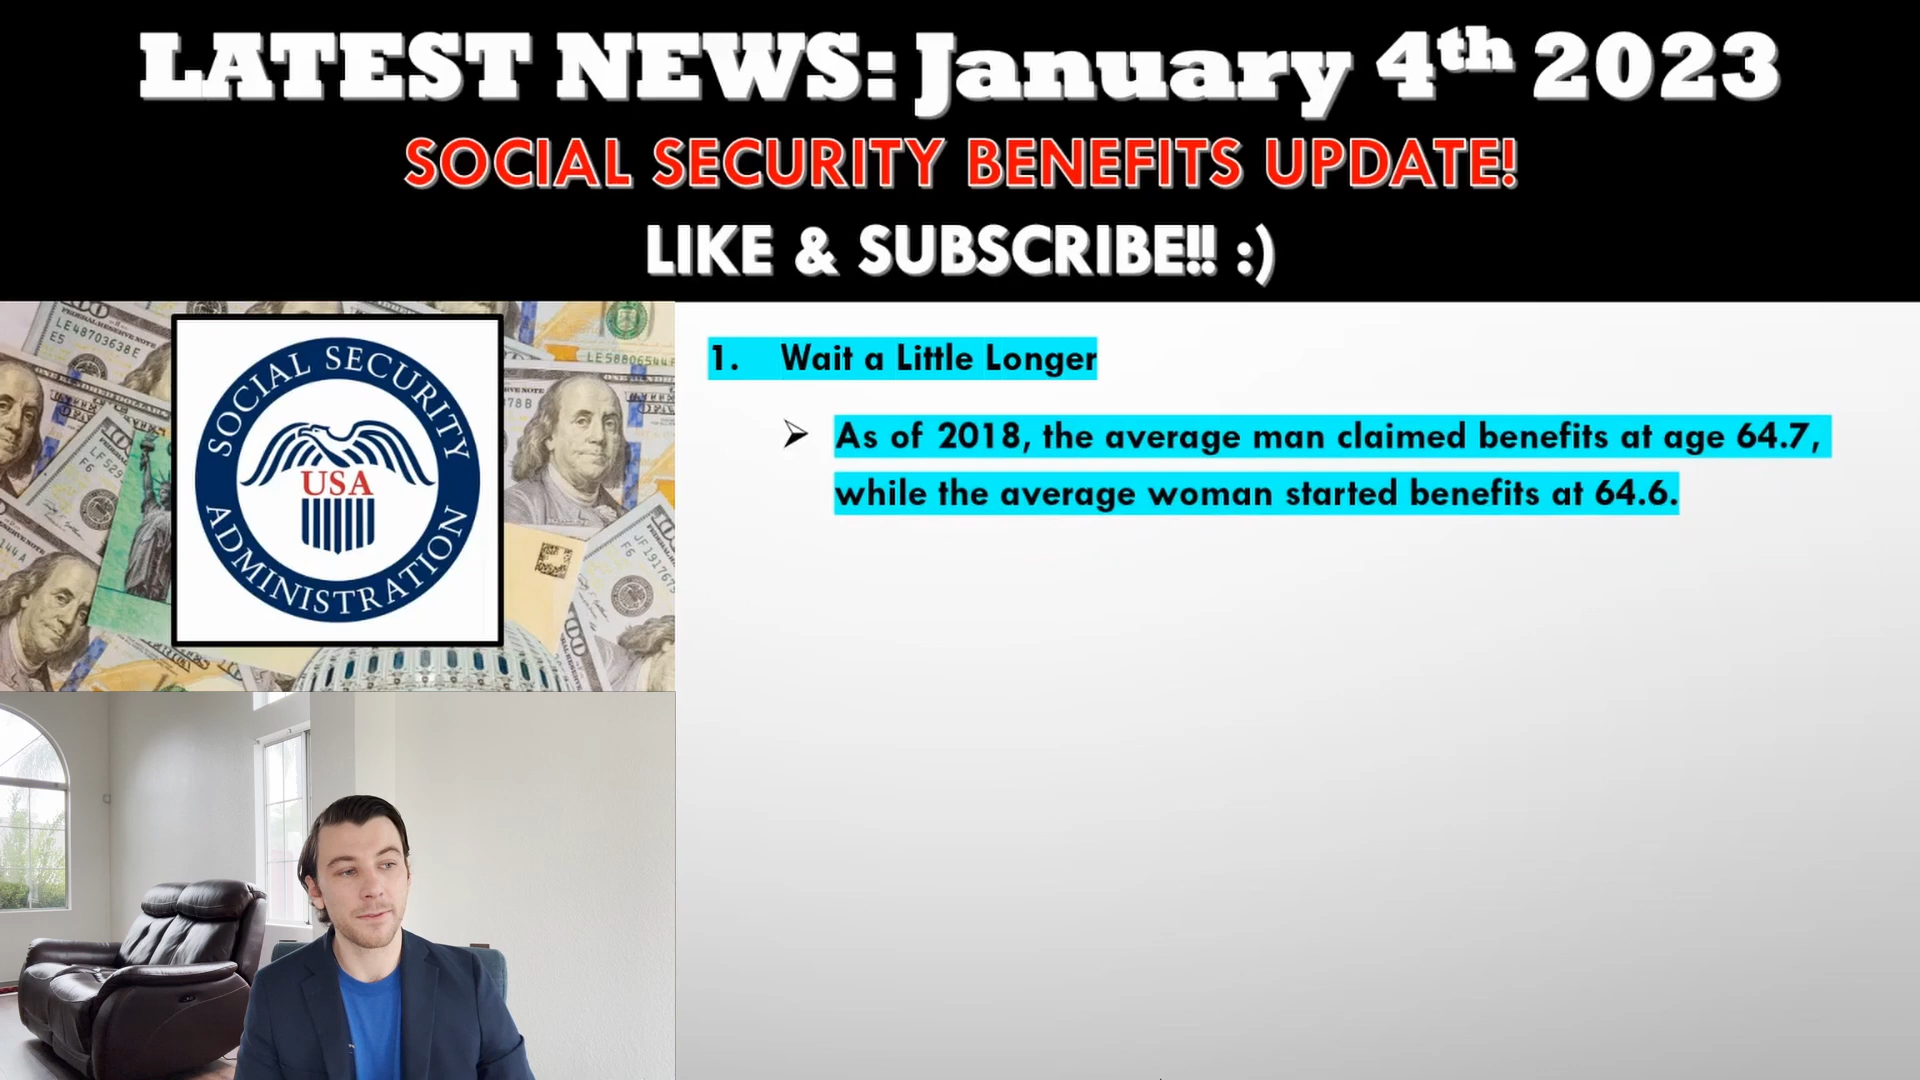 LATEST NEWS: January 4th 2023
SOCIAL SECURITY BENEFITS UPDATE!
LIKE & SUBSCRIBE!! :)
SOCIAL SECURITY
USA
ADMINISTRATION
LE48703638E
E5
1. Wait a Little Longer
➢ As of 2018, the average man claimed benefits at age 64.7,
while the average woman started benefits at 64.6.